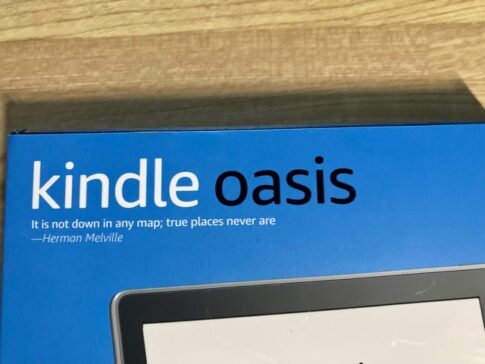 kindle oasis
It is not down in any map; true places never are
—Herman Melville